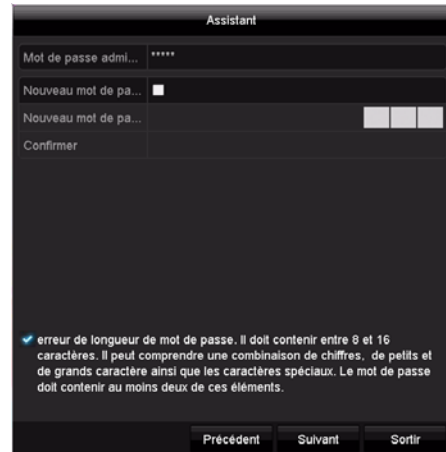 Assistant
Mot de passe admi... *****
Nouveau mot de pa...
Nouveau mot de pa...
Confirmer
erreur de longueur de mot de passe. Il doit contenir entre 8 et 16
caractères. Il peut comprendre une combinaison de chiffres, de petits et
de grands caractère ainsi que les caractères spéciaux. Le mot de passe
doit contenir au moins deux de ces éléments.
Précédent Suivant Sortir